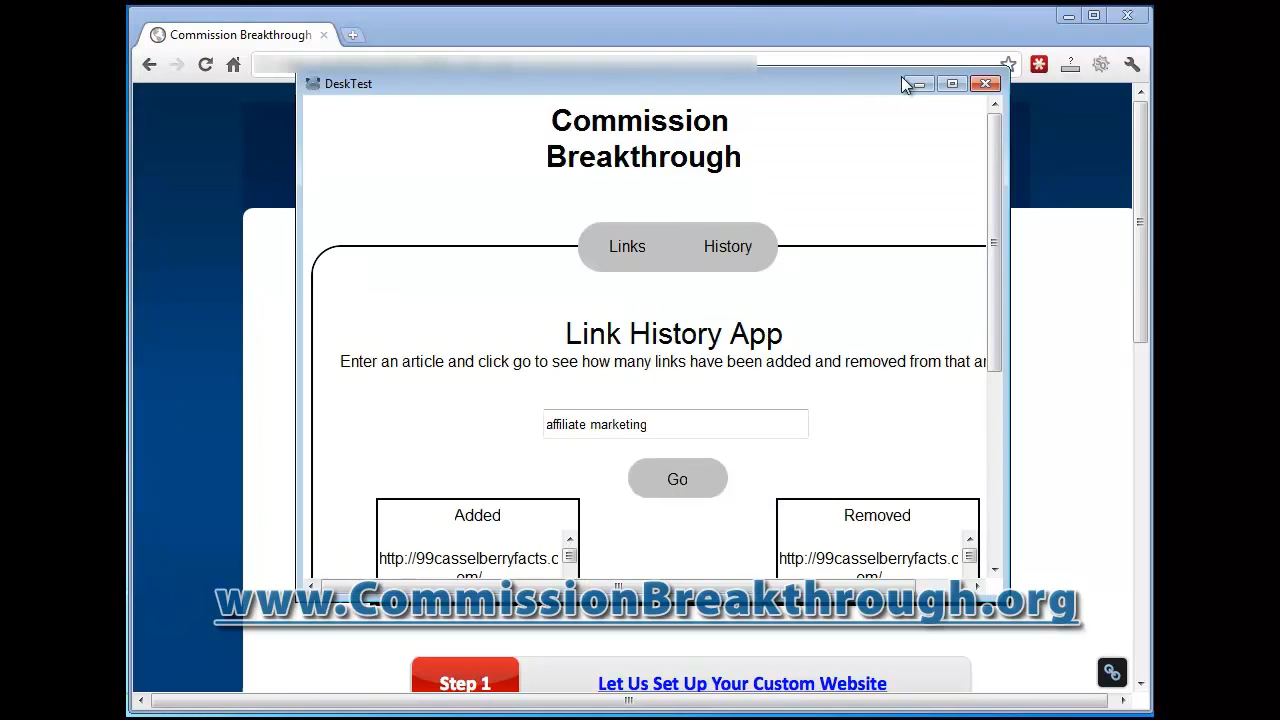 Commission Breakthrough
DeskTest
Commission
Breakthrough
Links
History
Link History App
Enter an article and click go to see how many links have been added and removed from that
affiliate marketing
Go
Added
Removed
http://99casselberryfacts.c
om/
http://99casselberryfacts.c
om/
www.CommissionBreakthrough.org
Step 1
Let Us Set Up Your Custom Website